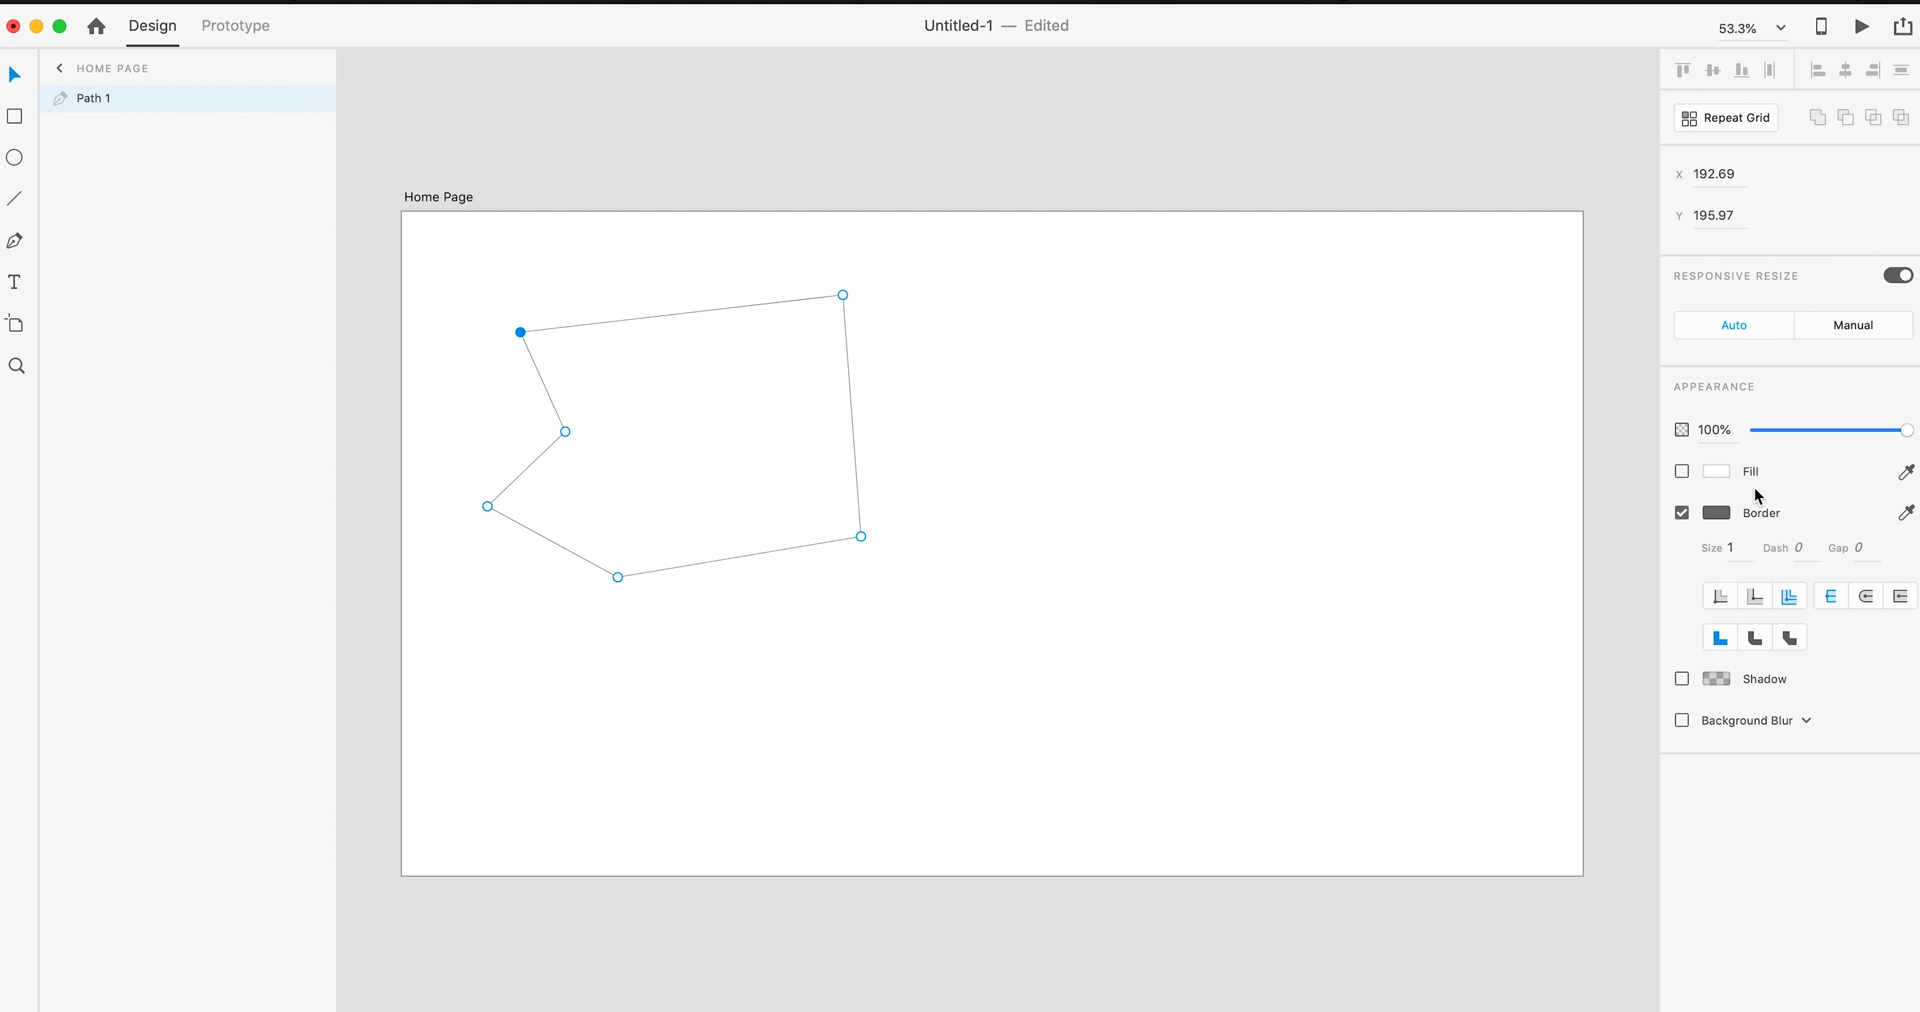 Design Prototype Untitled-1 — Edited 53.3%
HOME PAGE
Path 1
Home Page
Repeat Grid
X 192.69
Y 195.97
RESPONSIVE RESIZE
Auto Manual
APPEARANCE
100%
Fill
Border
Size 1 Dash 0 Gap 0
Shadow
Background Blur